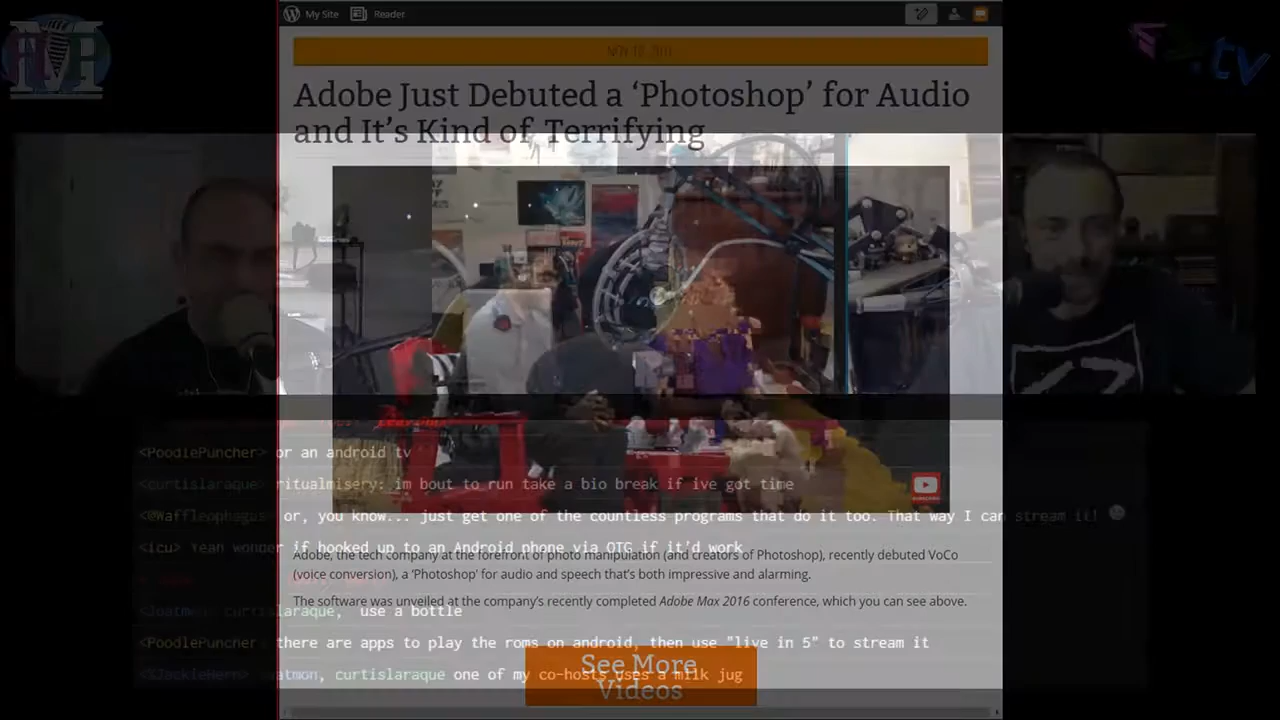 My Site
Reader
Adobe Just Debuted a ‘Photoshop’ for Audio
and It’s Kind of Terrifying
<PoodlePuncher> or an android tv
<curtislaraque> ritualmisery: im bout to run take a bio break if ive got time
or, you know... just get one of the countless programs that do it too. That way I can stream it!
<icu> Yeah wonder if hooked up to an Android phone via OTG if it'd work
Adobe, the tech company at the forefront of photo manipulation (and creators of Photoshop), recently debuted VoCo
(voice conversion), a ‘Photoshop’ for audio and speech that’s both impressive and alarming.
The software was unveiled at the company’s recently completed Adobe Max 2016 conference, which you can see above.
curtislaraque, use a bottle
<PoodlePuncher> there are apps to play the roms on android, then use "live in 5" to stream it
curtislaraque one of my co-hosts uses a milk jug
See More
Videos